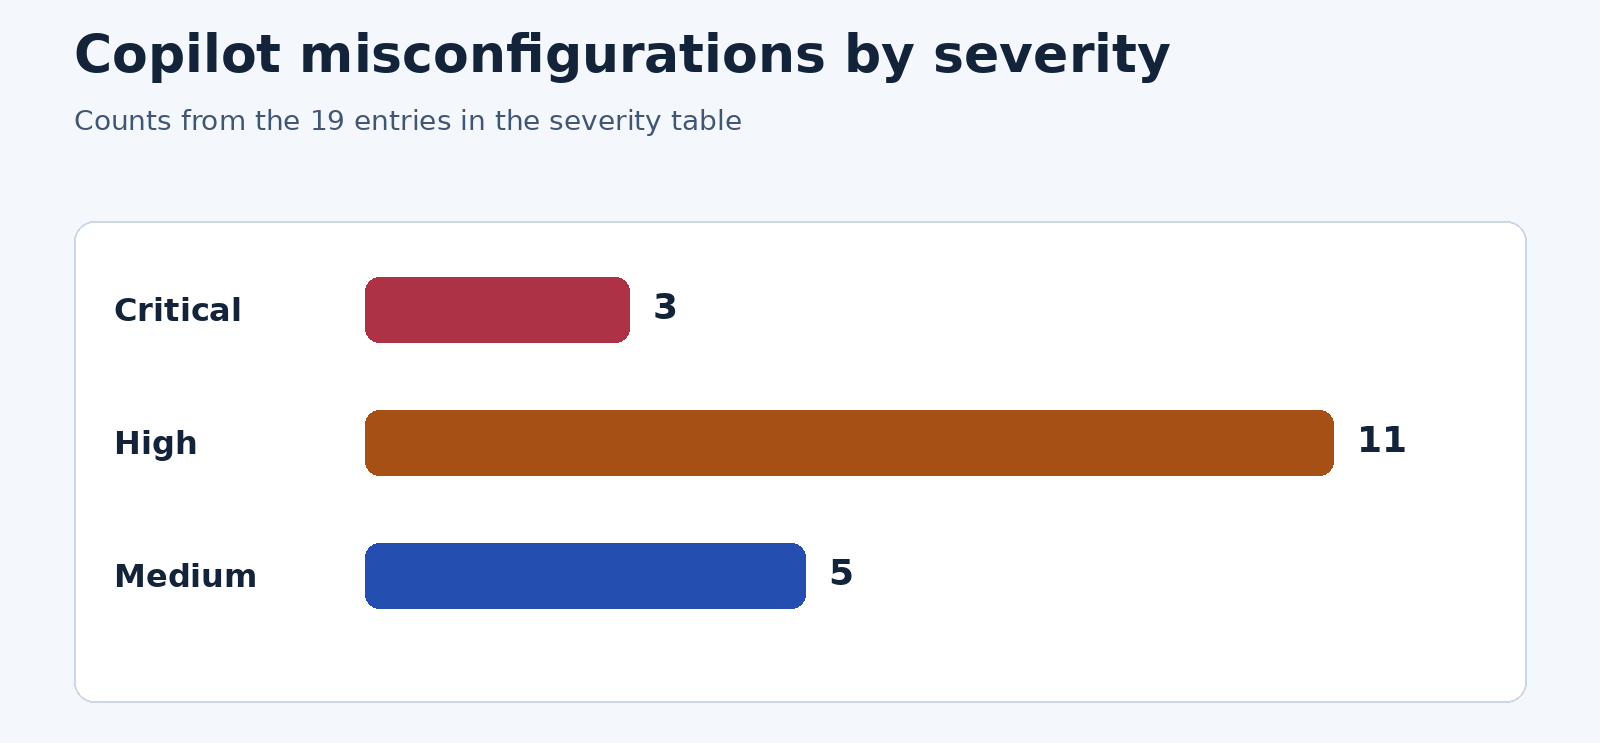 Copilot misconfigurations by severity
Counts from the 19 entries in the severity table
Critical 3
High 11
Medium 5